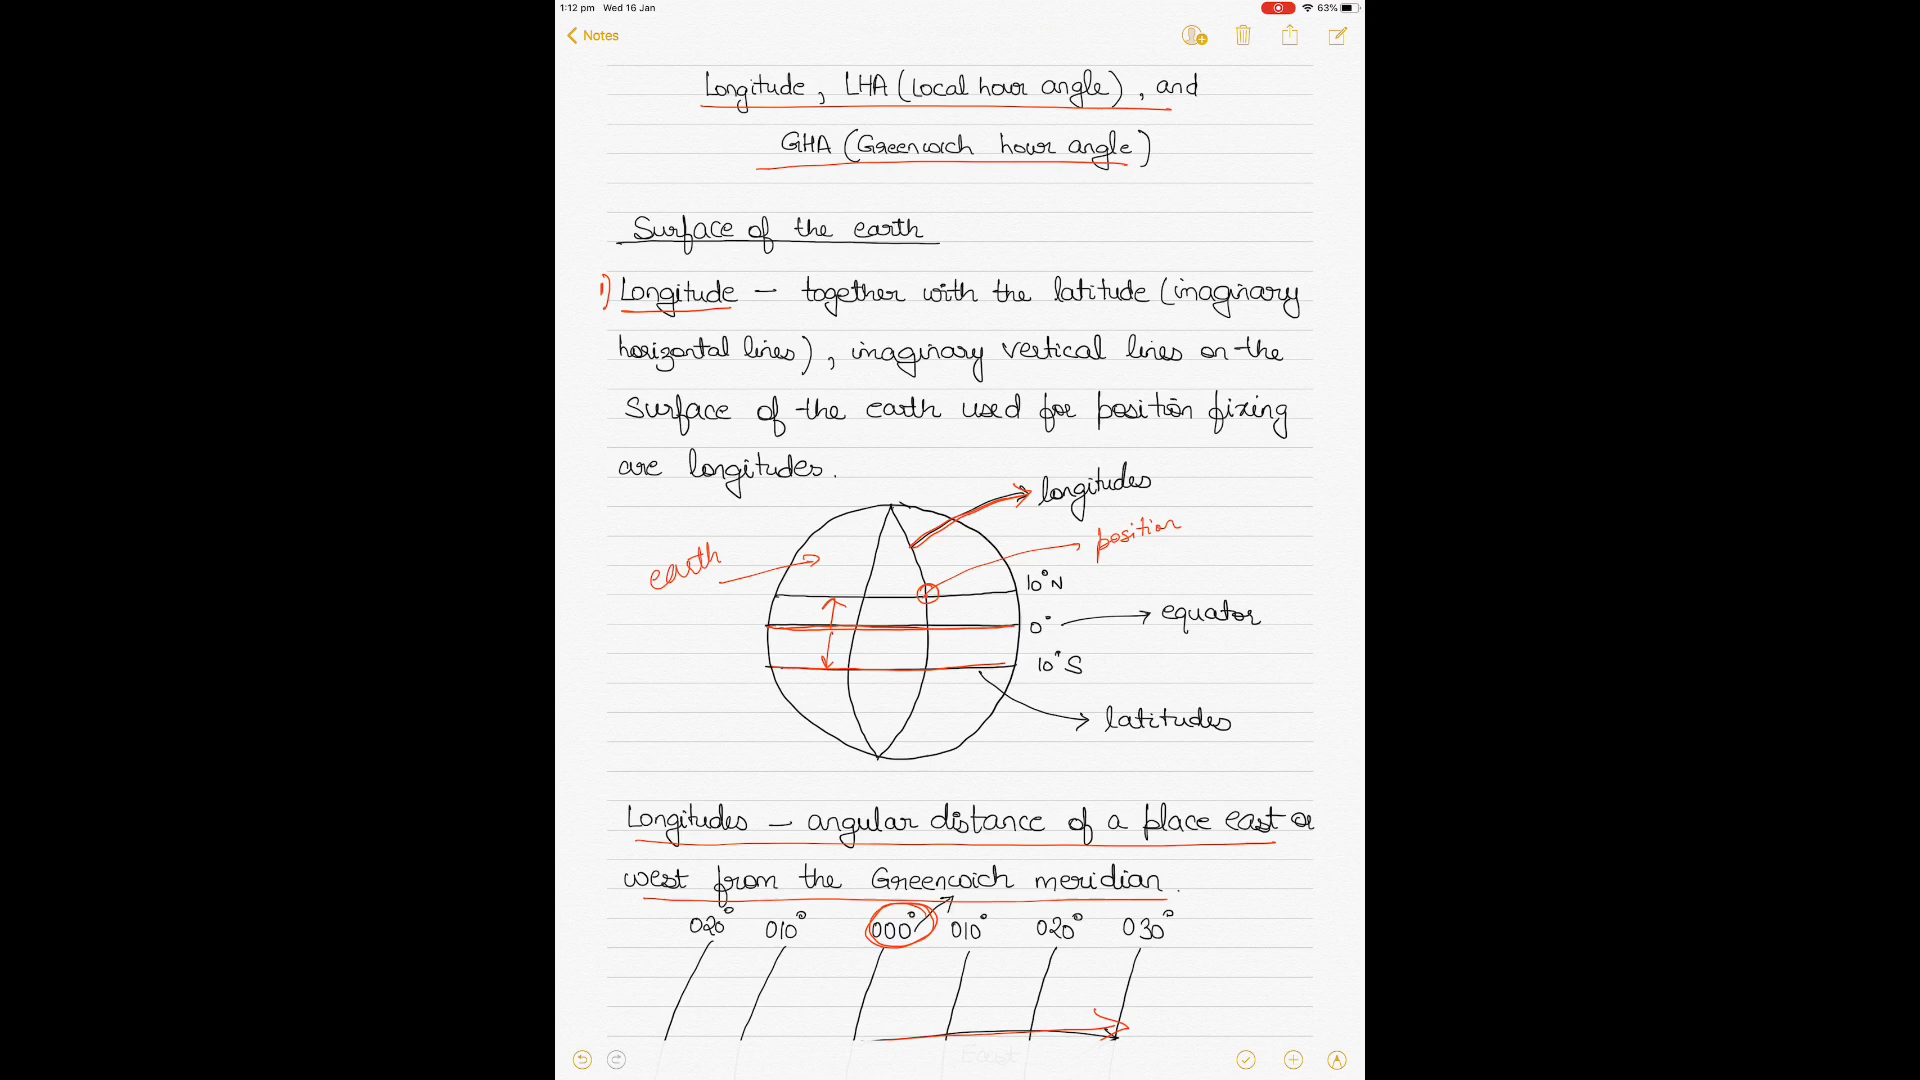 1:12 pm Wed 16 Jan 63%
Notes
Longitude, LHA (Local hour angle), and
GHA (Greenwich hour angle)
Surface of the earth
1) Longitude - together with the latitude (imaginary
horizontal lines), imaginary vertical lines on the
surface of the earth used for position fixing
are longitudes.
longitudes
position
earth
10°N
0° equator
10°S
latitudes
Longitudes - angular distance of a place east or
west from the Greenwich meridian.
020° 010° 000° 010° 020° 030°
East